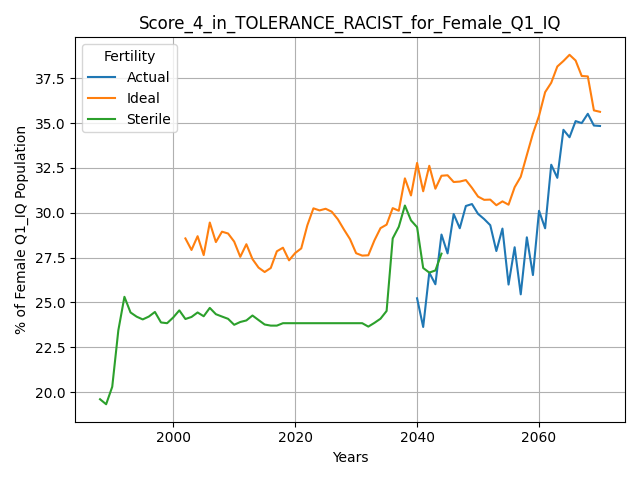 Score_4_in_TOLERANCE_RACIST_for_Female_Q1_IQ
Fertility
Actual
Ideal
Sterile
% of Female Q1_IQ Population
37.5
35.0
32.5
30.0
27.5
25.0
22.5
20.0
2000
2020
2040
2060
Years